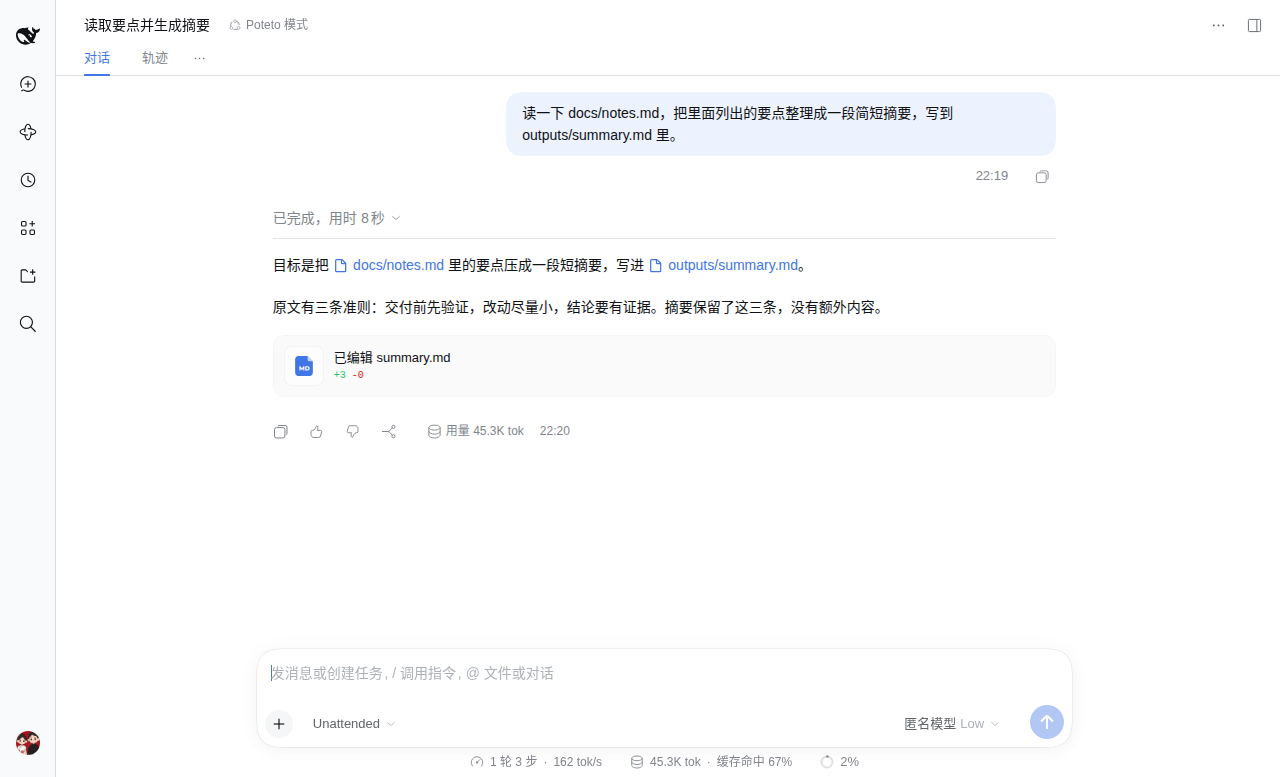 读取要点并生成摘要 Poteto 模式
对话 轨迹
读一下 docs/notes.md，把里面列出的要点整理成一段简短摘要，写到
outputs/summary.md 里。
22:19
已完成，用时 8 秒
目标是把 docs/notes.md 里的要点压成一段短摘要，写进 outputs/summary.md。
原文有三条准则：交付前先验证，改动尽量小，结论要有证据。摘要保留了这三条，没有额外内容。
MD
已编辑 summary.md
+3 -0
用量 45.3K tok 22:20
发消息或创建任务, / 调用指令, @ 文件或对话
Unattended 匿名模型 Low
1 轮 3 步 · 162 tok/s 45.3K tok · 缓存命中 67% 2%